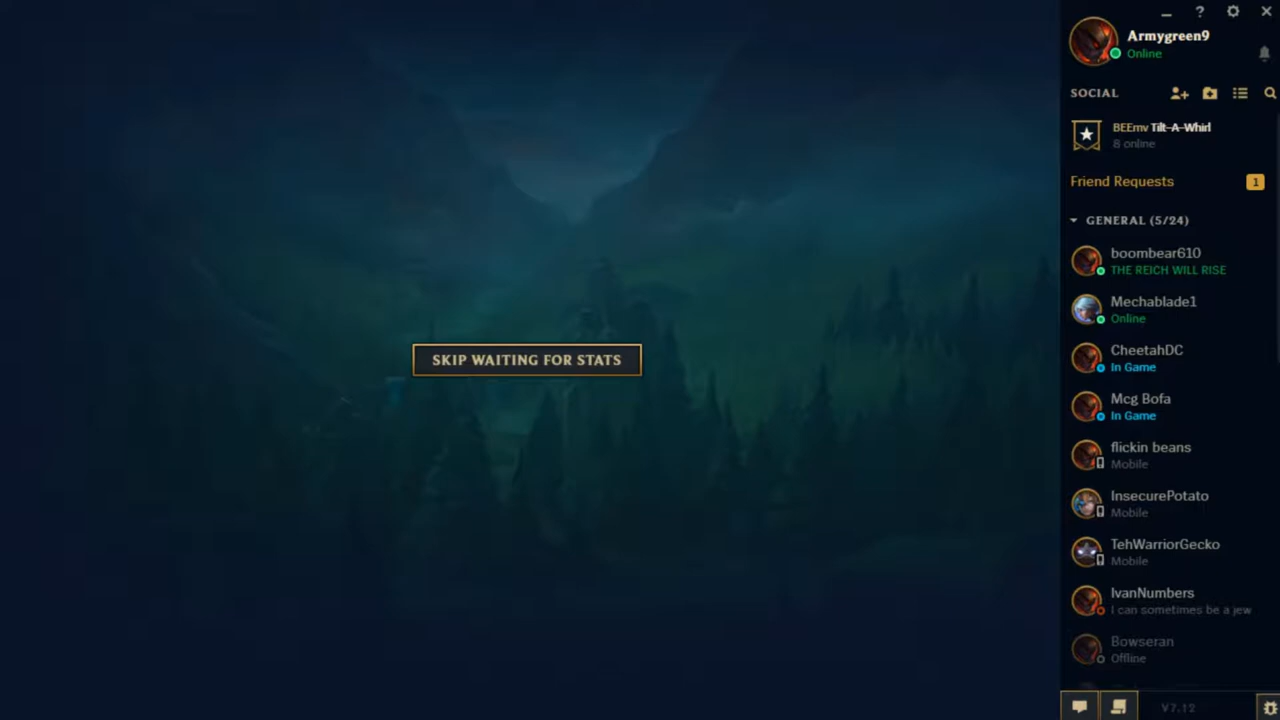 Armygreen9
Online
SOCIAL
BEEmv Tilt-A-Whirl
8 online
Friend Requests
1
GENERAL (5/24)
boombear610
THE REICH WILL RISE
Mechablade1
Online
SKIP WAITING FOR STATS
CheetahDC
In Game
Mcg Bofa
In Game
flickin beans
Mobile
InsecurePotato
Mobile
TehWarriorGecko
Mobile
IvanNumbers
I can sometimes be a jew
Bowseran
Offline
V7.12